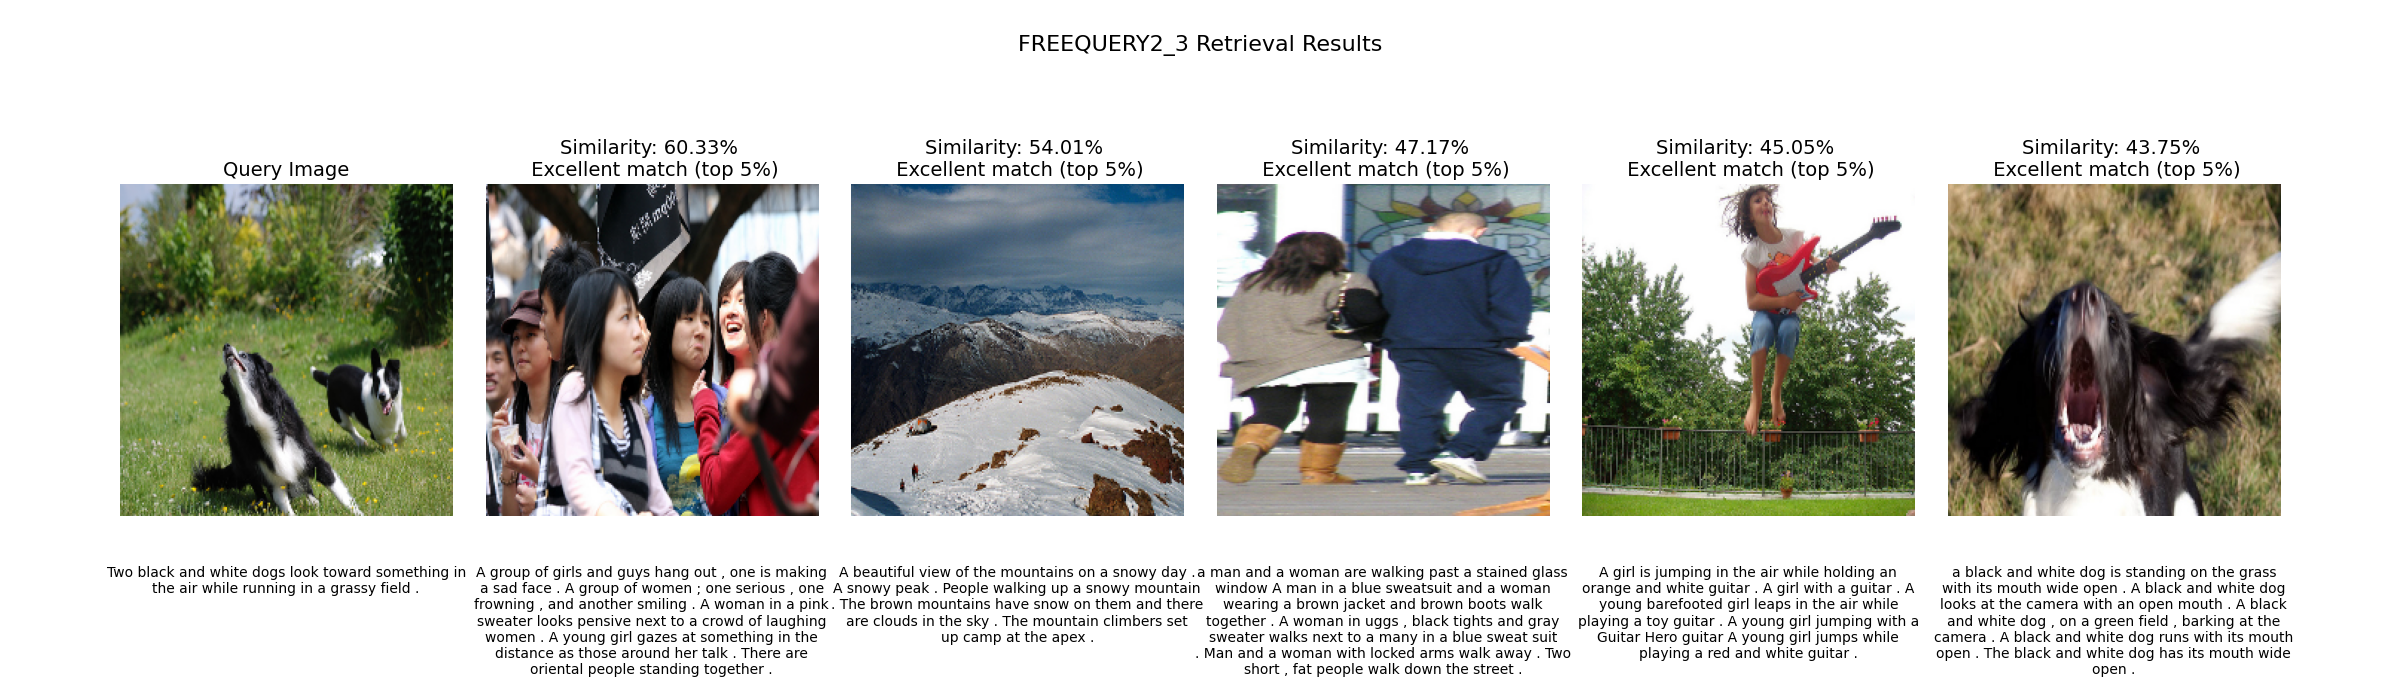 FREEQUERY2_3 Retrieval Results
Query Image
Similarity: 60.33%
Excellent match (top 5%)
Similarity: 54.01%
Excellent match (top 5%)
Similarity: 47.17%
Excellent match (top 5%)
Similarity: 45.05%
Excellent match (top 5%)
Similarity: 43.75%
Excellent match (top 5%)
Two black and white dogs look toward something in
the air while running in a grassy field .
A group of girls and guys hang out , one is making
a sad face . A group of women ; one serious , one
frowning , and another smiling . A woman in a pink
sweater looks pensive next to a crowd of laughing
women . A young girl gazes at something in the
distance as those around her talk . There are
oriental people standing together .
A beautiful view of the mountains on a snowy day .
A snowy peak . People walking up a snowy mountain
. The brown mountains have snow on them and there
are clouds in the sky . The mountain climbers set
up camp at the apex .
a man and a woman are walking past a stained glass
window A man in a blue sweatsuit and a woman
wearing a brown jacket and brown boots walk
together . A woman in uggs , black tights and gray
sweater walks next to a many in a blue sweat suit
. Man and a woman with locked arms walk away . Two
short , fat people walk down the street .
A girl is jumping in the air while holding an
orange and white guitar . A girl with a guitar . A
young barefooted girl leaps in the air while
playing a toy guitar . A young girl jumping with a
Guitar Hero guitar A young girl jumps while
playing a red and white guitar .
a black and white dog is standing on the grass
with its mouth wide open . A black and white dog
looks at the camera with an open mouth . A black
and white dog , on a green field , barking at the
camera . A black and white dog runs with its mouth
open . The black and white dog has its mouth wide
open .